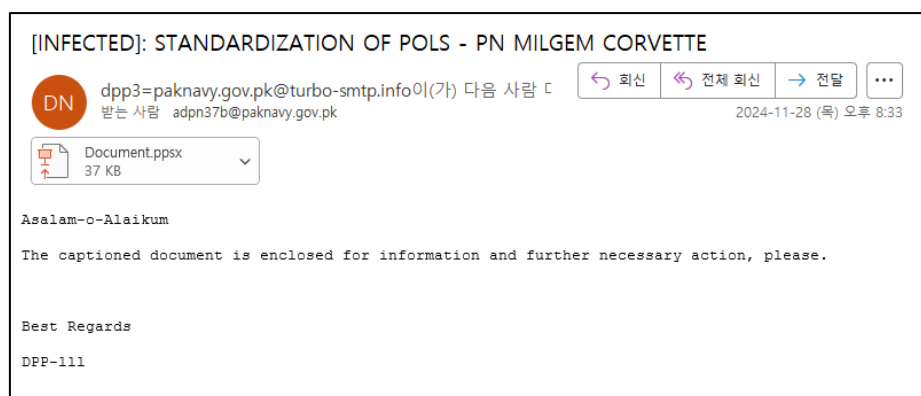 [INFECTED]: STANDARDIZATION OF POLS - PN MILGEM CORVETTE
DN
dpp3=paknavy.gov.pk@turbo-smtp.info이(가) 다음 사람 
회신
전체 회신
전달
...
받는 사람 adpn37b@paknavy.gov.pk
2024-11-28 (목) 오후 8:33
Document.ppsx
37 KB
Asalam-o-Alaikum
The captioned document is enclosed for information and further necessary action, please.
Best Regards
DPP-111